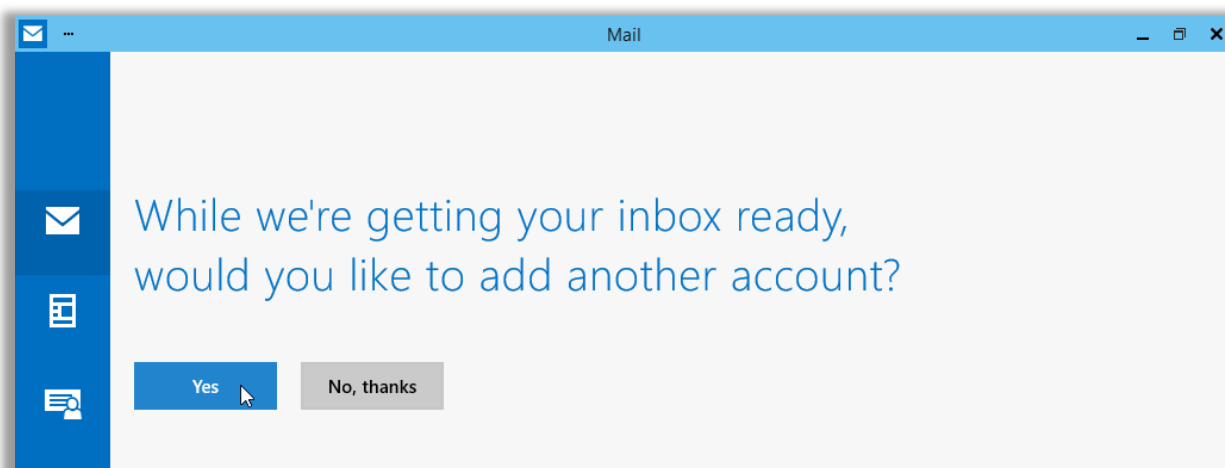 Mail
While we're getting your inbox ready,
would you like to add another account?
Yes
No, thanks